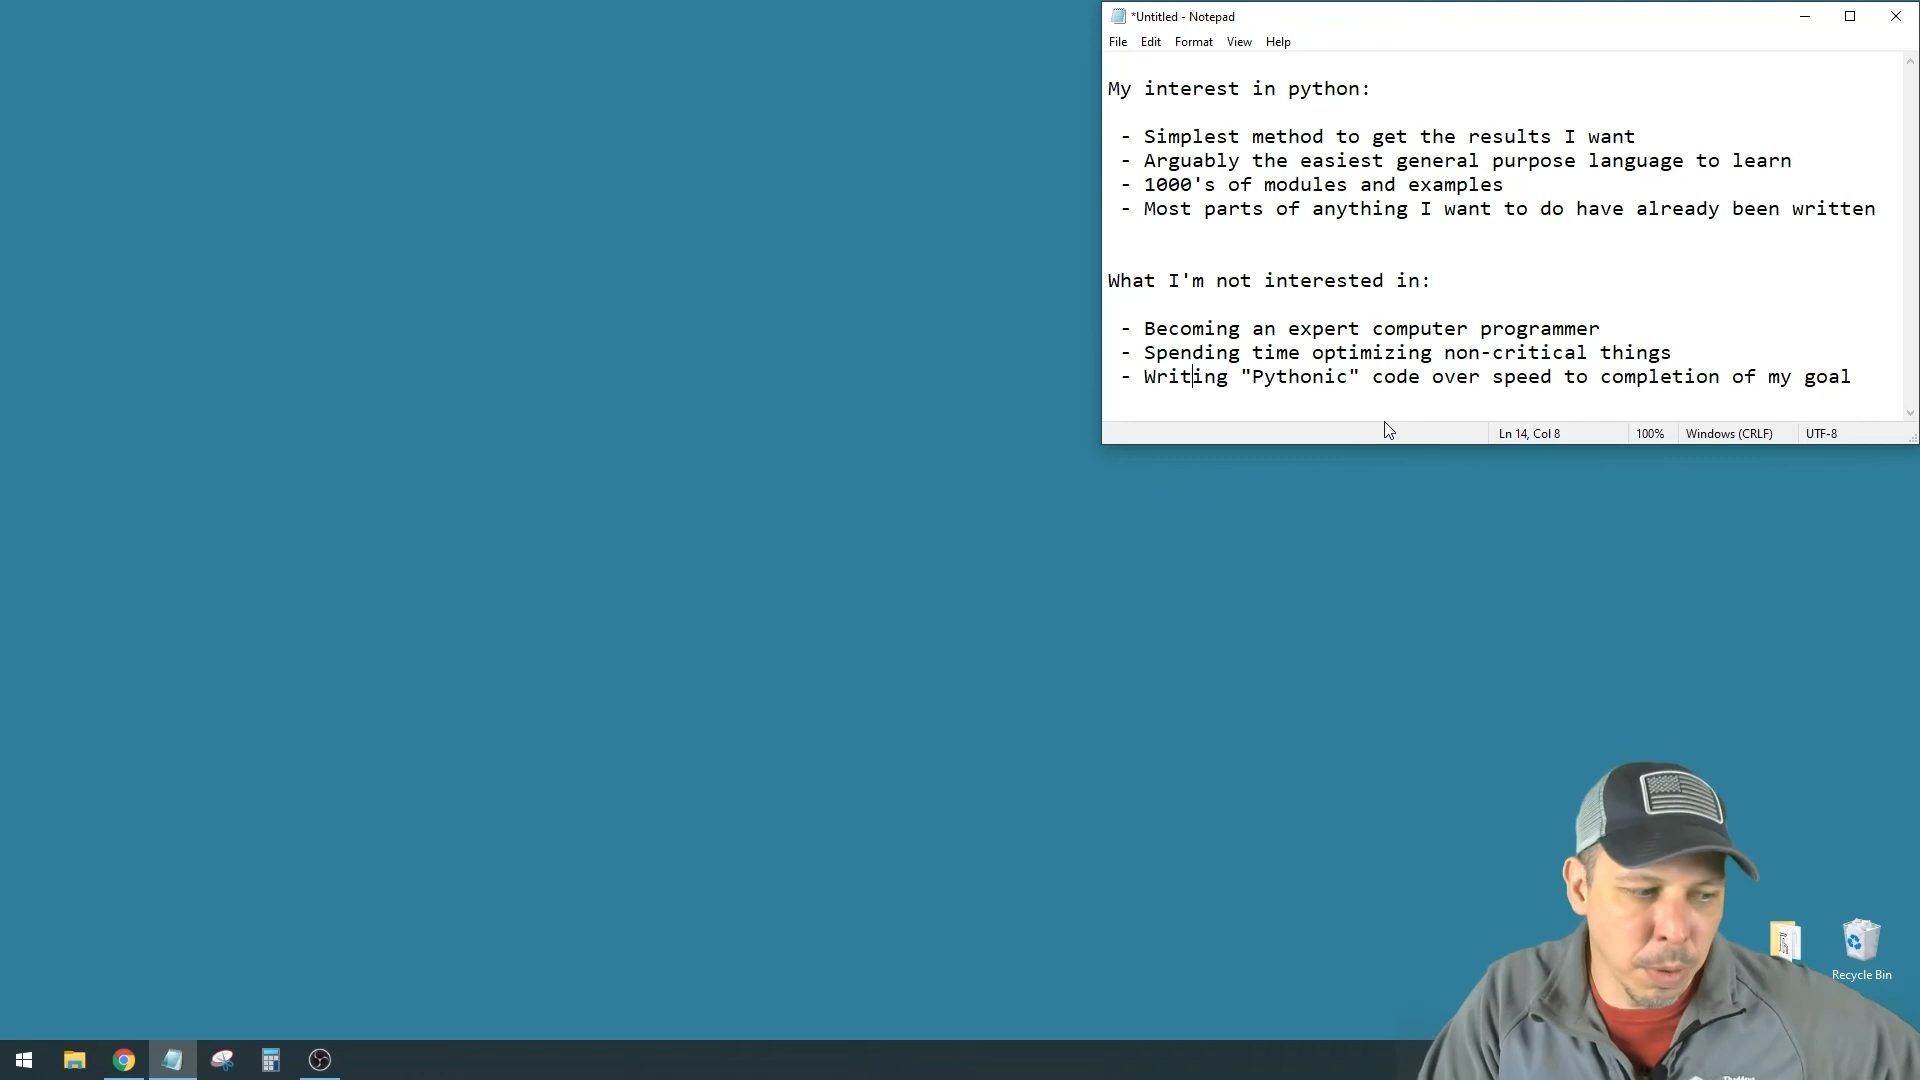 *Untitled - Notepad
File Edit Format View Help
My interest in python:
- Simplest method to get the results I want
- Arguably the easiest general purpose language to learn
- 1000's of modules and examples
- Most parts of anything I want to do have already been written
What I'm not interested in:
- Becoming an expert computer programmer
- Spending time optimizing non-critical things
- Writing "Pythonic" code over speed to completion of my goal
Ln 14, Col 8 100% Windows (CRLF) UTF-8
Recycle Bin